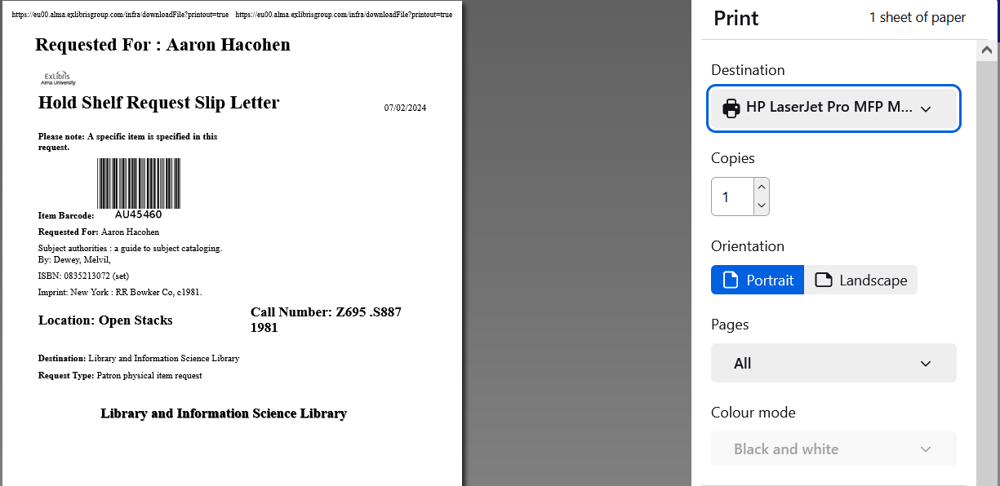 https://eu00.alma.exlibrisgroup.com/infra/downloadFile?printout=true https://eu00.alma.exlibrisgroup.com/infra/downloadFile?printout=true
Requested For : Aaron Hacohen
ExLibris
Alma University
Hold Shelf Request Slip Letter
07/02/2024
Please note: A specific item is specified in this
request.
Item Barcode: AU45460
Requested For: Aaron Hacohen
Subject authorities : a guide to subject cataloging.
By: Dewey, Melvil,
ISBN: 0835213072 (set)
Imprint: New York : RR Bowker Co, c1981.
Location: Open Stacks
Call Number: Z695 .S887
1981
Destination: Library and Information Science Library
Request Type: Patron physical item request
Library and Information Science Library
Print
1 sheet of paper
Destination
HP LaserJet Pro MFP M...
Copies
1
Orientation
Portrait
Landscape
Pages
All
Colour mode
Black and white